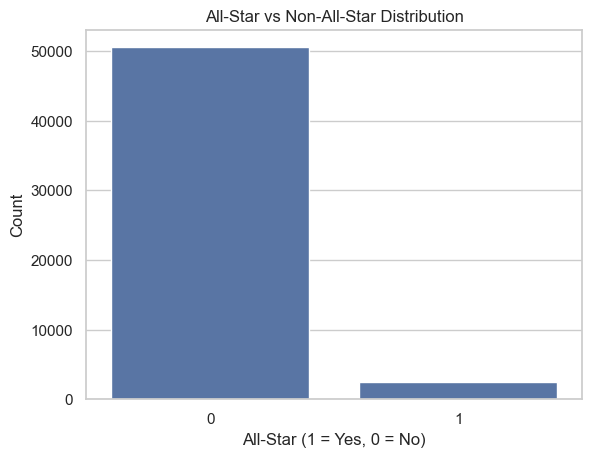 All-Star vs Non-All-Star Distribution
50000
40000
30000
20000
10000
0
Count
0 1
All-Star (1 = Yes, 0 = No)